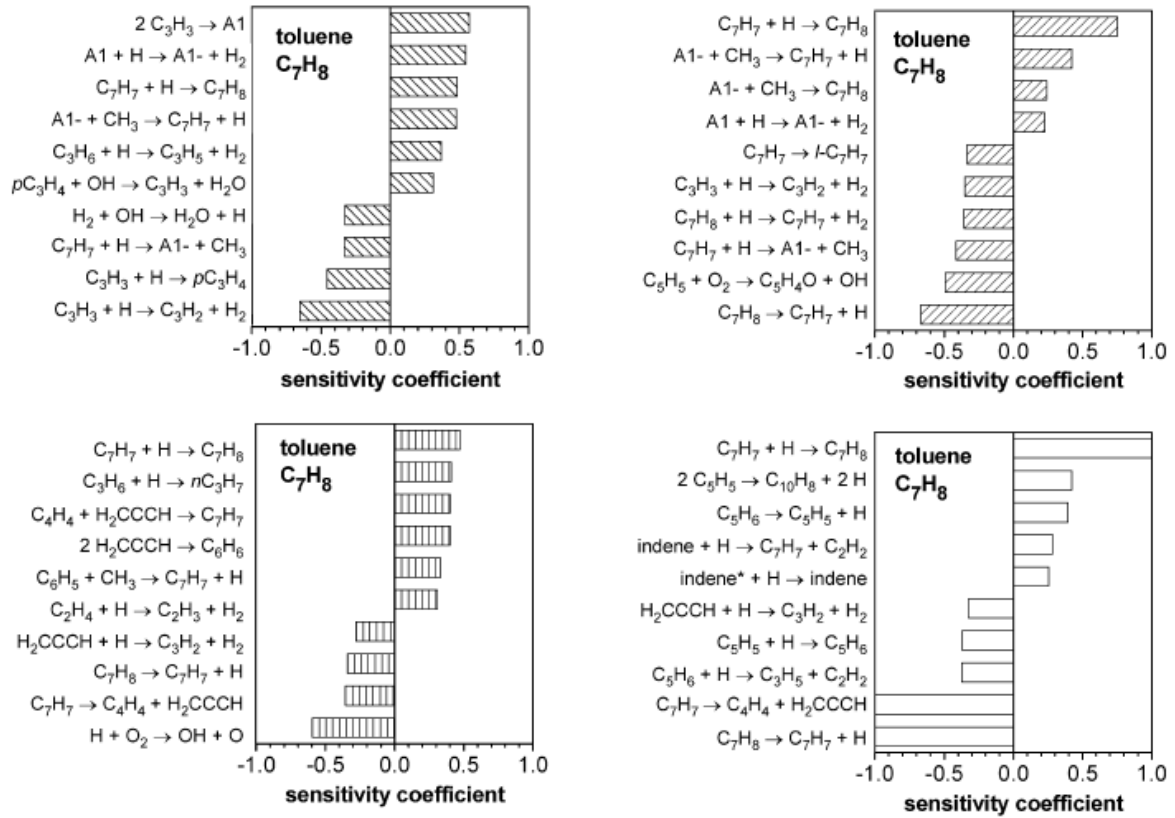 2 C₃H₃ → A1
A1 + H → A1- + H₂
C₇H₇ + H → C₇H₈
A1- + CH₃ → C₇H₇ + H
C₃H₆ + H → C₃H₅ + H₂
pC₃H₄ + OH → C₃H₃ + H₂O
H₂ + OH → H₂O + H
C₇H₇ + H → A1- + CH₃
C₃H₃ + H → pC₃H₄
C₃H₃ + H → C₃H₂ + H₂
toluene
C₇H₈
-1.0 -0.5 0.0 0.5 1.0
sensitivity coefficient
C₇H₇ + H → C₇H₈
A1- + CH₃ → C₇H₇ + H
A1- + CH₃ → C₇H₈
A1 + H → A1- + H₂
C₇H₇ → l-C₇H₇
C₃H₃ + H → C₃H₂ + H₂
C₇H₈ + H → C₇H₇ + H₂
C₇H₇ + H → A1- + CH₃
C₅H₅ + O₂ → C₅H₄O + OH
C₇H₈ → C₇H₇ + H
toluene
C₇H₈
-1.0 -0.5 0.0 0.5 1.0
sensitivity coefficient
C₇H₇ + H → C₇H₈
C₃H₆ + H → nC₃H₇
C₄H₄ + H₂CCCH → C₇H₇
2 H₂CCCH → C₆H₆
C₆H₅ + CH₃ → C₇H₇ + H
C₂H₄ + H → C₂H₃ + H₂
H₂CCCH + H → C₃H₂ + H₂
C₇H₈ → C₇H₇ + H
C₇H₇ → C₄H₄ + H₂CCCH
H + O₂ → OH + O
toluene
C₇H₈
-1.0 -0.5 0.0 0.5 1.0
sensitivity coefficient
C₇H₇ + H → C₇H₈
2 C₅H₅ → C₁₀H₈ + 2 H
C₅H₆ → C₅H₅ + H
indene + H → C₇H₇ + C₂H₂
indene* + H → indene
H₂CCCH + H → C₃H₂ + H₂
C₅H₅ + H → C₅H₆
C₅H₆ + H → C₃H₅ + C₂H₂
C₇H₇ → C₄H₄ + H₂CCCH
C₇H₈ → C₇H₇ + H
toluene
C₇H₈
-1.0 -0.5 0.0 0.5 1.0
sensitivity coefficient